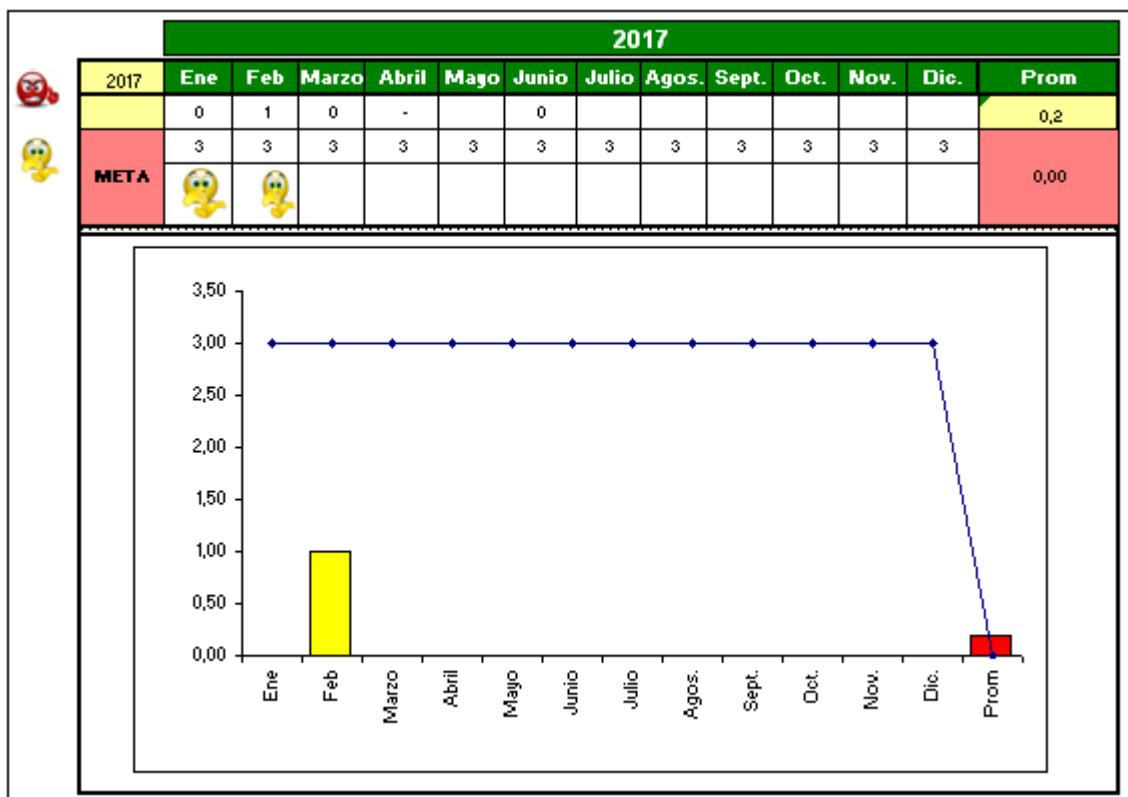 2017
2017 Ene Feb Marzo Abril Mayo Junio Julio Agos. Sept. Oct. Nov. Dic. Prom
0 1 0 - 0 0,2
3 3 3 3 3 3 3 3 3 3 3 3
META 0,00
3,50
3,00
2,50
2,00
1,50
1,00
0,50
0,00
Ene Feb Marzo Abril Mayo Junio Julio Agos. Sept. Oct. Nov. Dic. Prom